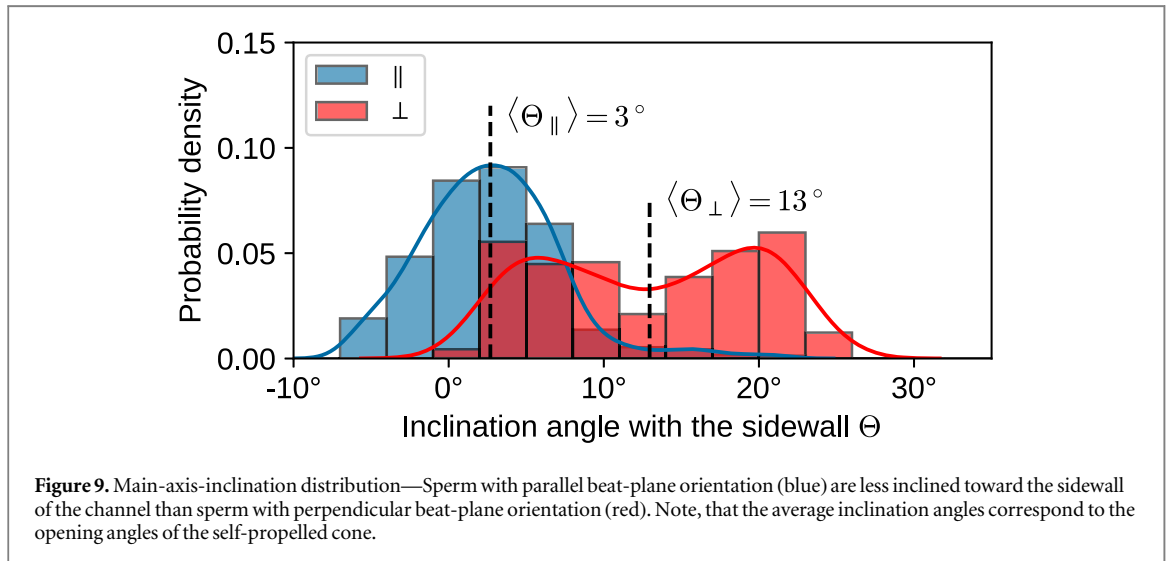 0.15
0.10
0.05
0.00
Probability density
∥
⊥
⟨Θ∥⟩ = 3°
⟨Θ⊥⟩ = 13°
-10° 0° 10° 20° 30°
Inclination angle with the sidewall Θ
Figure 9. Main-axis-inclination distribution—Sperm with parallel beat-plane orientation (blue) are less inclined toward the sidewall
of the channel than sperm with perpendicular beat-plane orientation (red). Note, that the average inclination angles correspond to the
opening angles of the self-propelled cone.